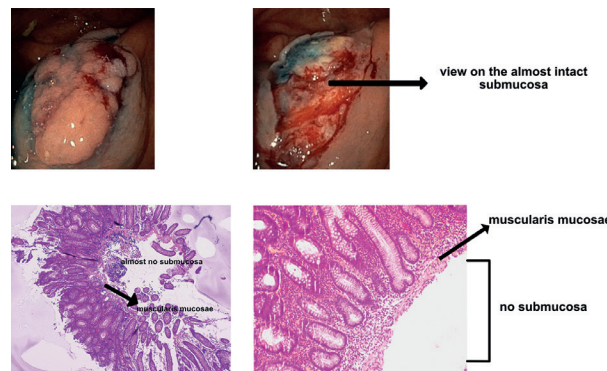 view on the almost intact
submucosa
almost no submucosa
muscularis mucosae
muscularis mucosae
no submucosa